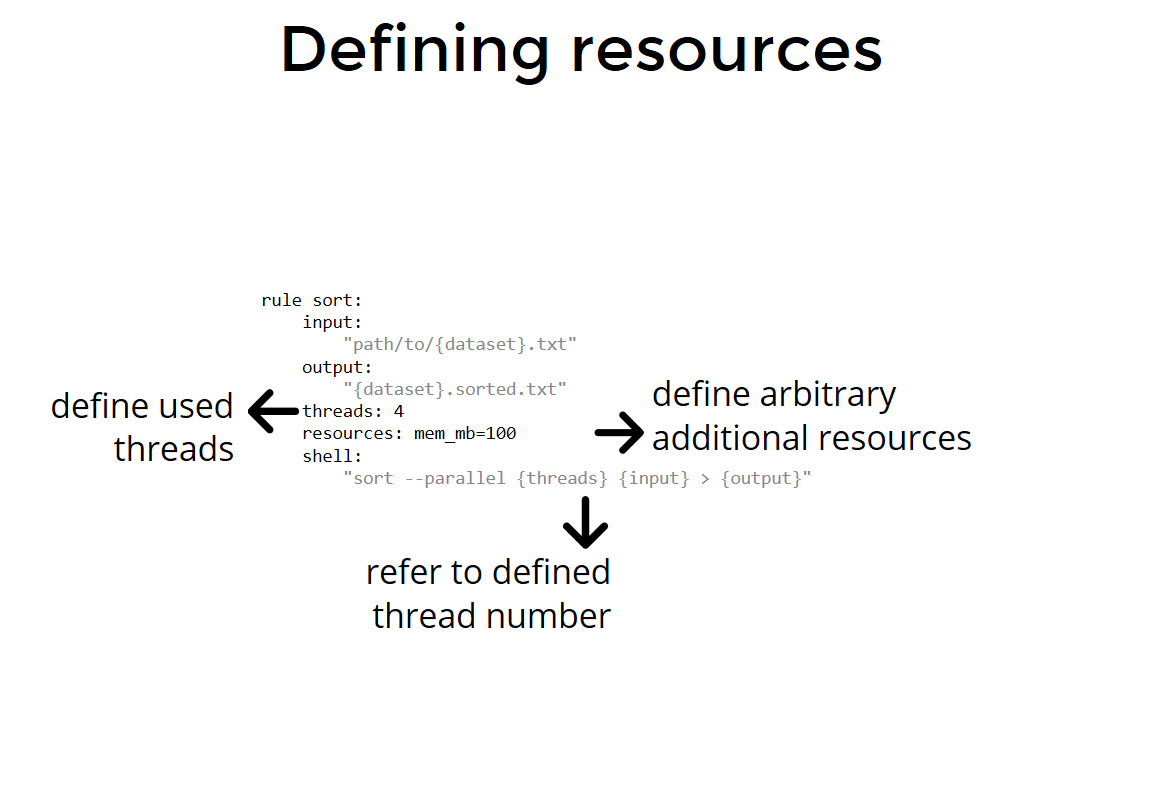 Defining resources
rule sort:
    input:
        "path/to/{dataset}.txt"
    output:
        "{dataset}.sorted.txt"
    threads: 4
    resources: mem_mb=100
    shell:
        "sort --parallel {threads} {input} > {output}"
define used
threads
define arbitrary
additional resources
refer to defined
thread number